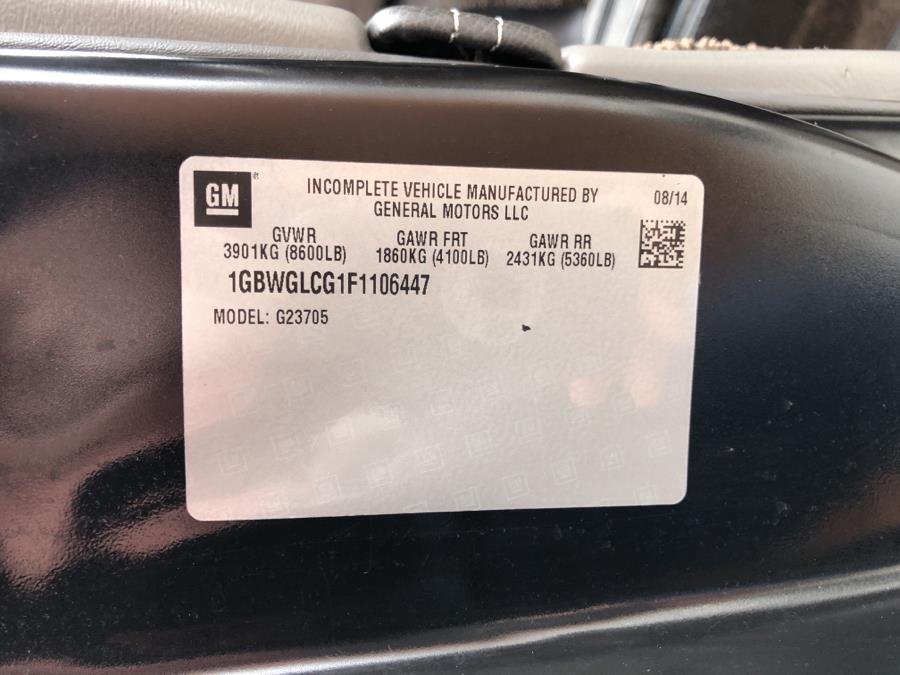 GM
INCOMPLETE VEHICLE MANUFACTURED BY
GENERAL MOTORS LLC
08/14
GVWR GAWR FRT GAWR RR
3901KG (8600LB) 1860KG (4100LB) 2431KG (5360LB)
1GBWGLCG1F1106447
MODEL: G23705